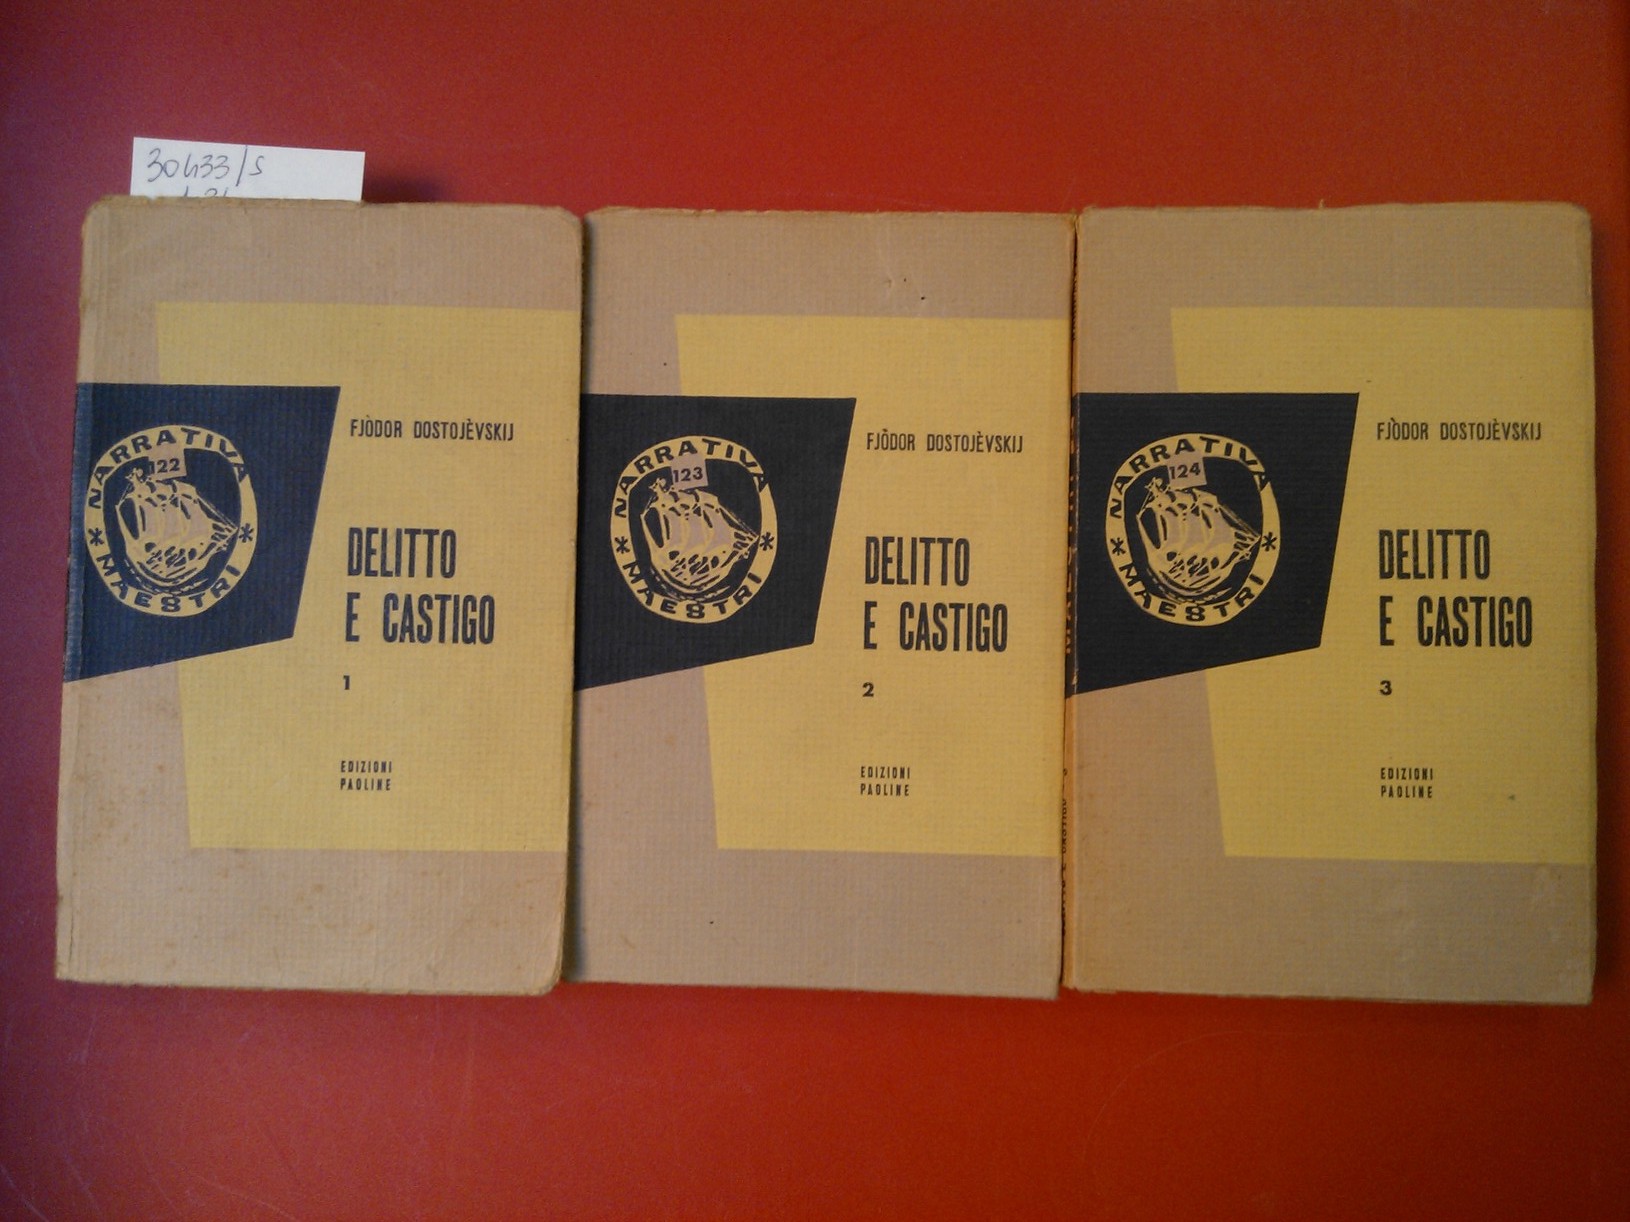 30433/s
NARRATIVA
122
* MAESTRI *
FJÒDOR DOSTOJÈVSKIJ
DELITTO
E CASTIGO
1
EDIZIONI
PAOLINE
NARRATIVA
123
* MAESTRI *
FJÒDOR DOSTOJÈVSKIJ
DELITTO
E CASTIGO
2
EDIZIONI
PAOLINE
NARRATIVA
124
* MAESTRI *
FJÒDOR DOSTOJÈVSKIJ
DELITTO
E CASTIGO
3
EDIZIONI
PAOLINE